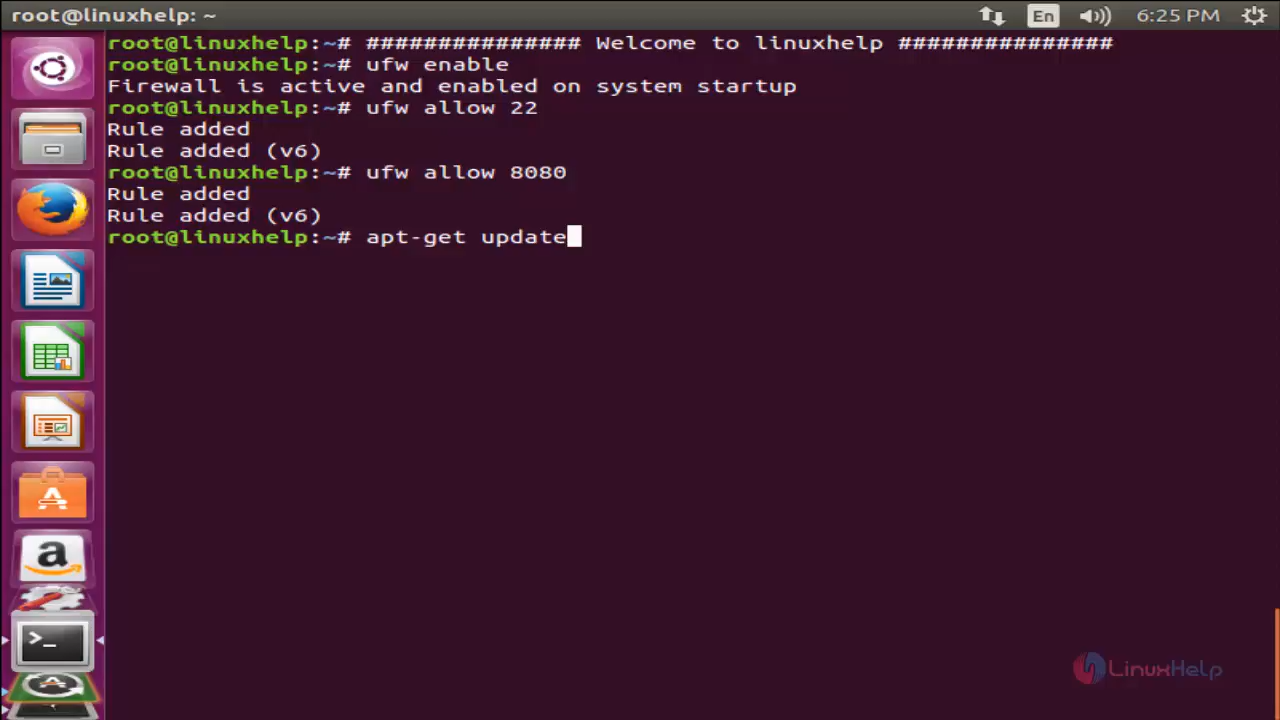 root@linuxhelp: ~
En
6:25 PM
root@linuxhelp:~# ############### Welcome to linuxhelp ###############
root@linuxhelp:~# ufw enable
Firewall is active and enabled on system startup
root@linuxhelp:~# ufw allow 22
Rule added
Rule added (v6)
root@linuxhelp:~# ufw allow 8080
Rule added
Rule added (v6)
root@linuxhelp:~# apt-get update
LinuxHelp